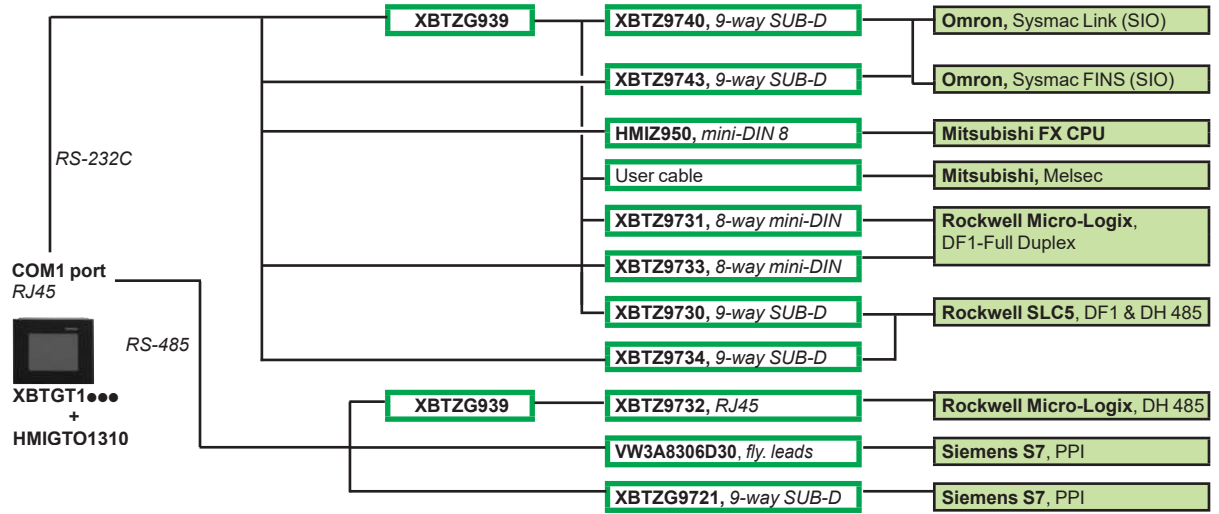 XBTZG939
XBTZ9740, 9-way SUB-D
Omron, Sysmac Link (SIO)
XBTZ9743, 9-way SUB-D
Omron, Sysmac FINS (SIO)
HMIZ950, mini-DIN 8
Mitsubishi FX CPU
RS-232C
User cable
Mitsubishi, Melsec
XBTZ9731, 8-way mini-DIN
Rockwell Micro-Logix,
DF1-Full Duplex
XBTZ9733, 8-way mini-DIN
COM1 port
RJ45
XBTZ9730, 9-way SUB-D
Rockwell SLC5, DF1 & DH 485
RS-485
XBTZ9734, 9-way SUB-D
XBTGT1●●●
+
HMIGTO1310
XBTZG939
XBTZ9732, RJ45
Rockwell Micro-Logix, DH 485
VW3A8306D30, fly. leads
Siemens S7, PPI
XBTZG9721, 9-way SUB-D
Siemens S7, PPI